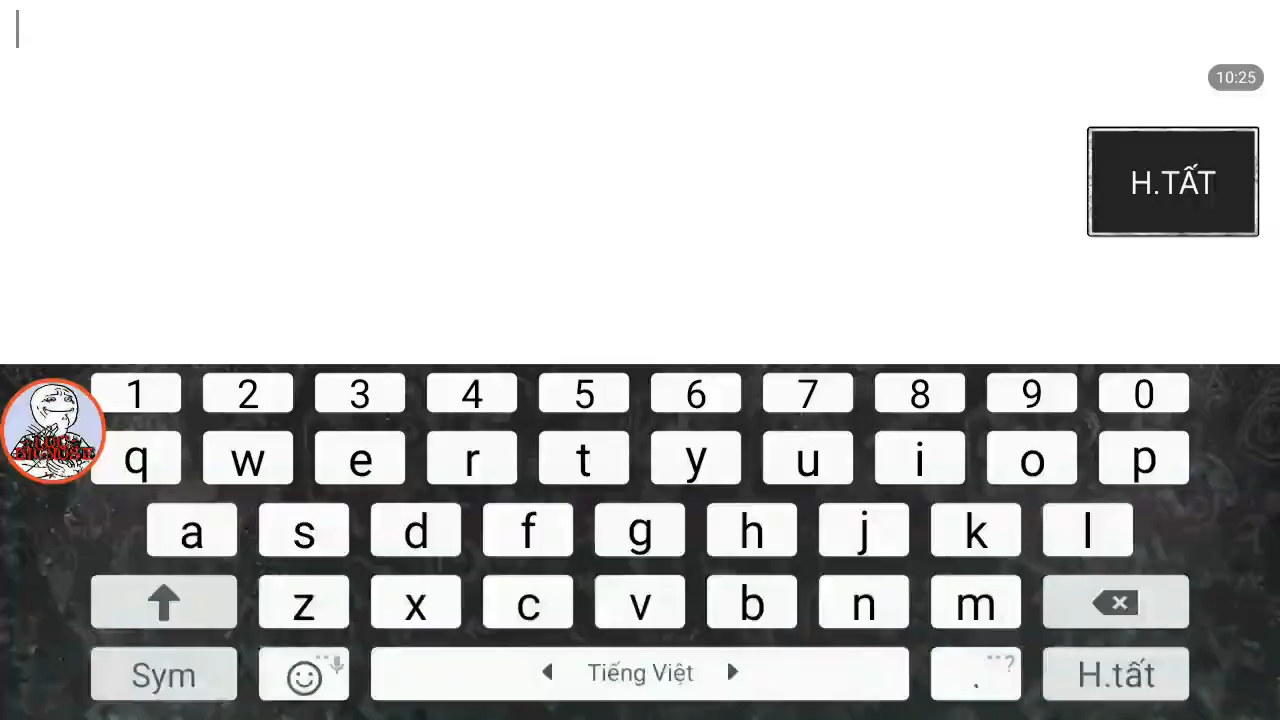 10:25
H.TẤT
1 2 3 4 5 6 7 8 9 0
q w e r t y u i o p
a s d f g h j k l
z x c v b n m
Sym Tiếng Việt . ? H.tất